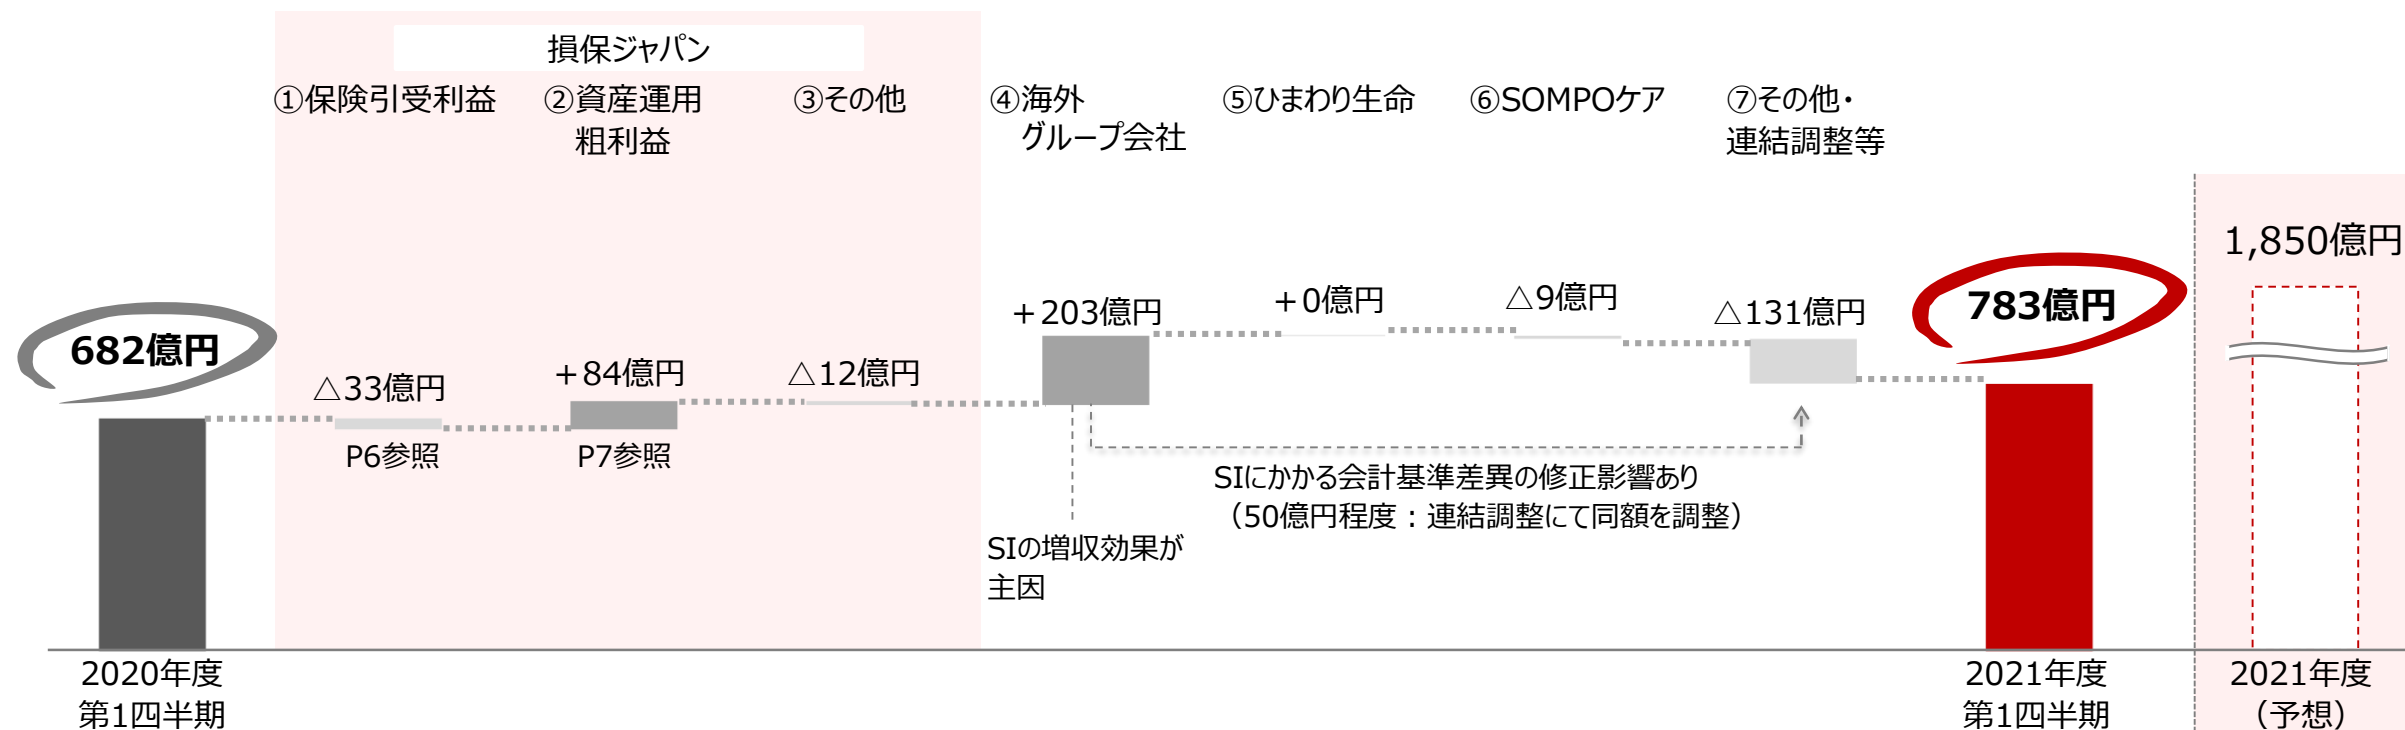 損保ジャパン
①保険引受利益
②資産運用
粗利益
③その他
④海外
グループ会社
⑤ひまわり生命
⑥SOMPOケア
⑦その他・
連結調整等
682億円
△33億円
P6参照
＋84億円
P7参照
△12億円
＋203億円
＋0億円
△9億円
△131億円
783億円
1,850億円
SIにかかる会計基準差異の修正影響あり
（50億円程度：連結調整にて同額を調整）
SIの増収効果が
主因
2020年度
第1四半期
2021年度
第1四半期
2021年度
（予想）